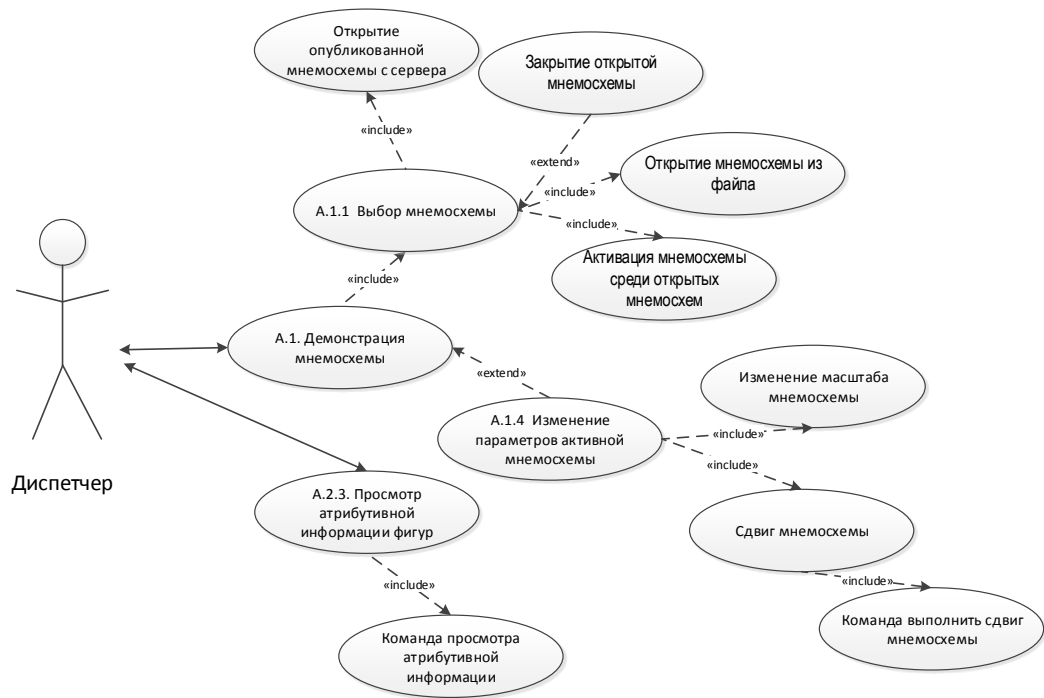 Открытие
опубликованной
мнемосхемы с сервера
Закрытие открытой
мнемосхемы
«include»
«extend»
Открытие мнемосхемы из
файла
«include»
А.1.1 Выбор мнемосхемы
«include»
Активация мнемосхемы
среди открытых
мнемосхем
«include»
А.1. Демонстрация
мнемосхемы
«extend»
Изменение масштаба
мнемосхемы
А.1.4 Изменение
параметров активной
мнемосхемы
«include»
«include»
Диспетчер
А.2.3. Просмотр
атрибутивной
информации фигур
Сдвиг мнемосхемы
«include»
«include»
Команда выполнить сдвиг
мнемосхемы
Команда просмотра
атрибутивной
информации